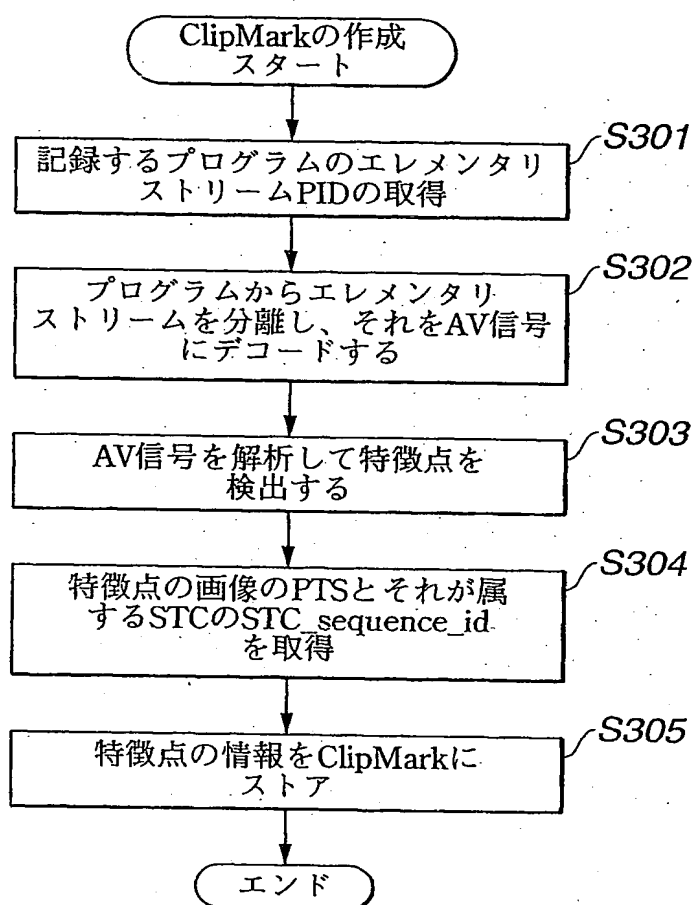 ClipMarkの作成
スタート
S301
記録するプログラムのエレメンタリ
ストリームPIDの取得
S302
プログラムからエレメンタリ
ストリームを分離し、それをAV信号
にデコードする
S303
AV信号を解析して特徴点を
検出する
S304
特徴点の画像のPTSとそれが属
するSTCのSTC_sequence_id
を取得
S305
特徴点の情報をClipMarkに
ストア
エンド